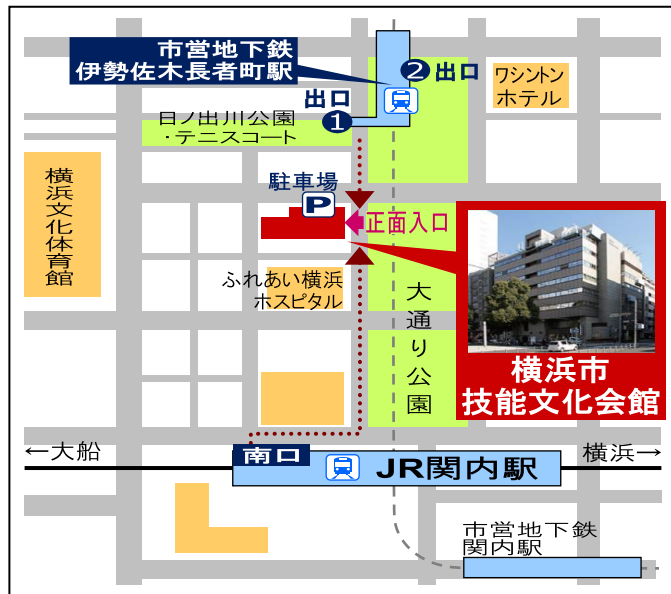 市営地下鉄
伊勢佐木長者町駅
❷出口
ワシントン
ホテル
出口
❶
日ノ出川公園
・テニスコート
横浜文化体育館
駐車場
P
正面入口
ふれあい横浜
ホスピタル
大通り公園
横浜市
技能文化会館
←大船
南口
JR関内駅
横浜→
市営地下鉄
関内駅